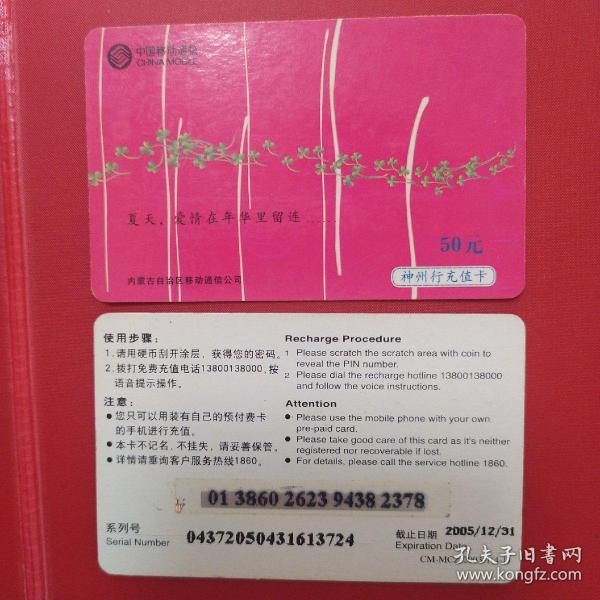 中国移动通信
CHINA MOBILE
夏天，爱情在年华里留连……
50元
神州行充值卡
内蒙古自治区移动通信公司
使用步骤：
1.请用硬币刮开涂层，获得您的密码。
2.拨打免费充值电话13800138000，按
语音提示操作。
注意：
●您只可以用装有自己的预付费卡
的手机进行充值。
●本卡不记名，不挂失，请妥善保管。
●详情请垂询客户服务热线1860。
Recharge Procedure
1 Please scratch the scratch area with coin to
reveal the PIN number.
2 Please dial the recharge hotline 13800138000
and follow the voice instructions.
Attention
● Please use the mobile phone with your own
pre-paid card.
● Please take good care of this card as it's neither
registered nor recoverable if lost.
● For details, please call the service hotline 1860.
01 3860 2623 9438 2378
系列号
Serial Number
04372050431613724
截止日期 2005/12/31
Expiration Date
CM-MC
孔夫子旧书网
www.kongfz.com